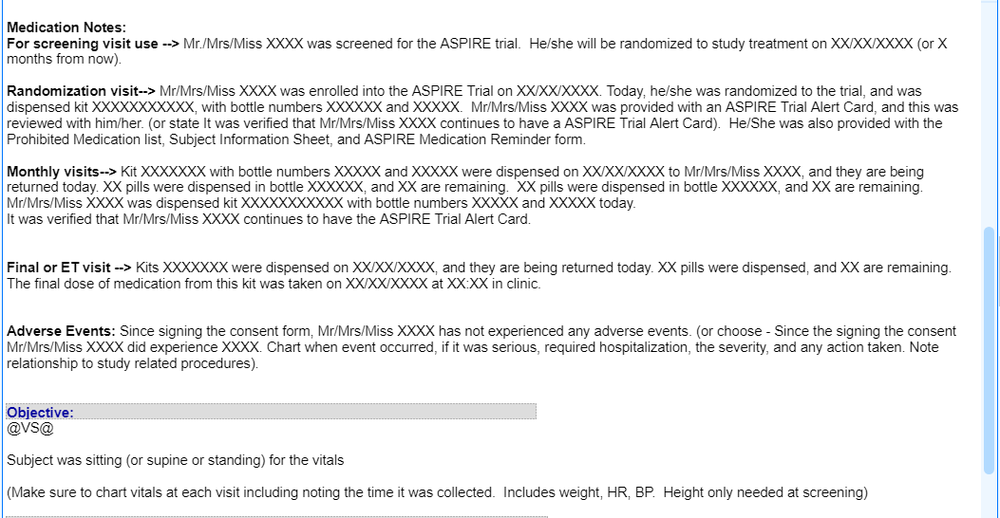 Medication Notes:
For screening visit use --> Mr./Mrs/Miss XXXX was screened for the ASPIRE trial.  He/she will be randomized to study treatment on XX/XX/XXXX (or X
months from now).
Randomization visit--> Mr/Mrs/Miss XXXX was enrolled into the ASPIRE Trial on XX/XX/XXXX. Today, he/she was randomized to the trial, and was
dispensed kit XXXXXXXXXXX, with bottle numbers XXXXXX and XXXXX.  Mr/Mrs/Miss XXXX was provided with an ASPIRE Trial Alert Card, and this was
reviewed with him/her. (or state It was verified that Mr/Mrs/Miss XXXX continues to have a ASPIRE Trial Alert Card).  He/She was also provided with the
Prohibited Medication list, Subject Information Sheet, and ASPIRE Medication Reminder form.
Monthly visits--> Kit XXXXXXX with bottle numbers XXXXX and XXXXX were dispensed on XX/XX/XXXX to Mr/Mrs/Miss XXXX, and they are being
returned today. XX pills were dispensed in bottle XXXXXX, and XX are remaining.  XX pills were dispensed in bottle XXXXXX, and XX are remaining.
Mr/Mrs/Miss XXXX was dispensed kit XXXXXXXXXXX with bottle numbers XXXXX and XXXXX today.
It was verified that Mr/Mrs/Miss XXXX continues to have the ASPIRE Trial Alert Card.
Final or ET visit --> Kits XXXXXXX were dispensed on XX/XX/XXXX, and they are being returned today. XX pills were dispensed, and XX are remaining.
The final dose of medication from this kit was taken on XX/XX/XXXX at XX:XX in clinic.
Adverse Events: Since signing the consent form, Mr/Mrs/Miss XXXX has not experienced any adverse events. (or choose - Since the signing the consent
Mr/Mrs/Miss XXXX did experience XXXX. Chart when event occurred, if it was serious, required hospitalization, the severity, and any action taken. Note
relationship to study related procedures).
Objective:
@VS@
Subject was sitting (or supine or standing) for the vitals
(Make sure to chart vitals at each visit including noting the time it was collected.  Includes weight, HR, BP.  Height only needed at screening)